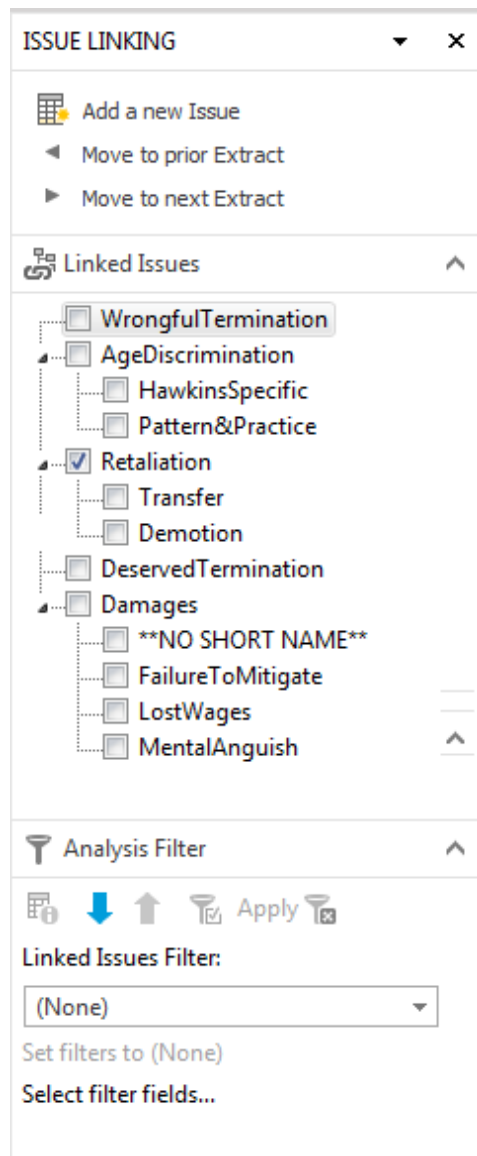 ISSUE LINKING
Add a new Issue
Move to prior Extract
Move to next Extract
Linked Issues
WrongfulTermination
AgeDiscrimination
HawkinsSpecific
Pattern&Practice
Retaliation
Transfer
Demotion
DeservedTermination
Damages
**NO SHORT NAME**
FailureToMitigate
LostWages
MentalAnguish
Analysis Filter
Apply
Linked Issues Filter:
(None)
Set filters to (None)
Select filter fields...